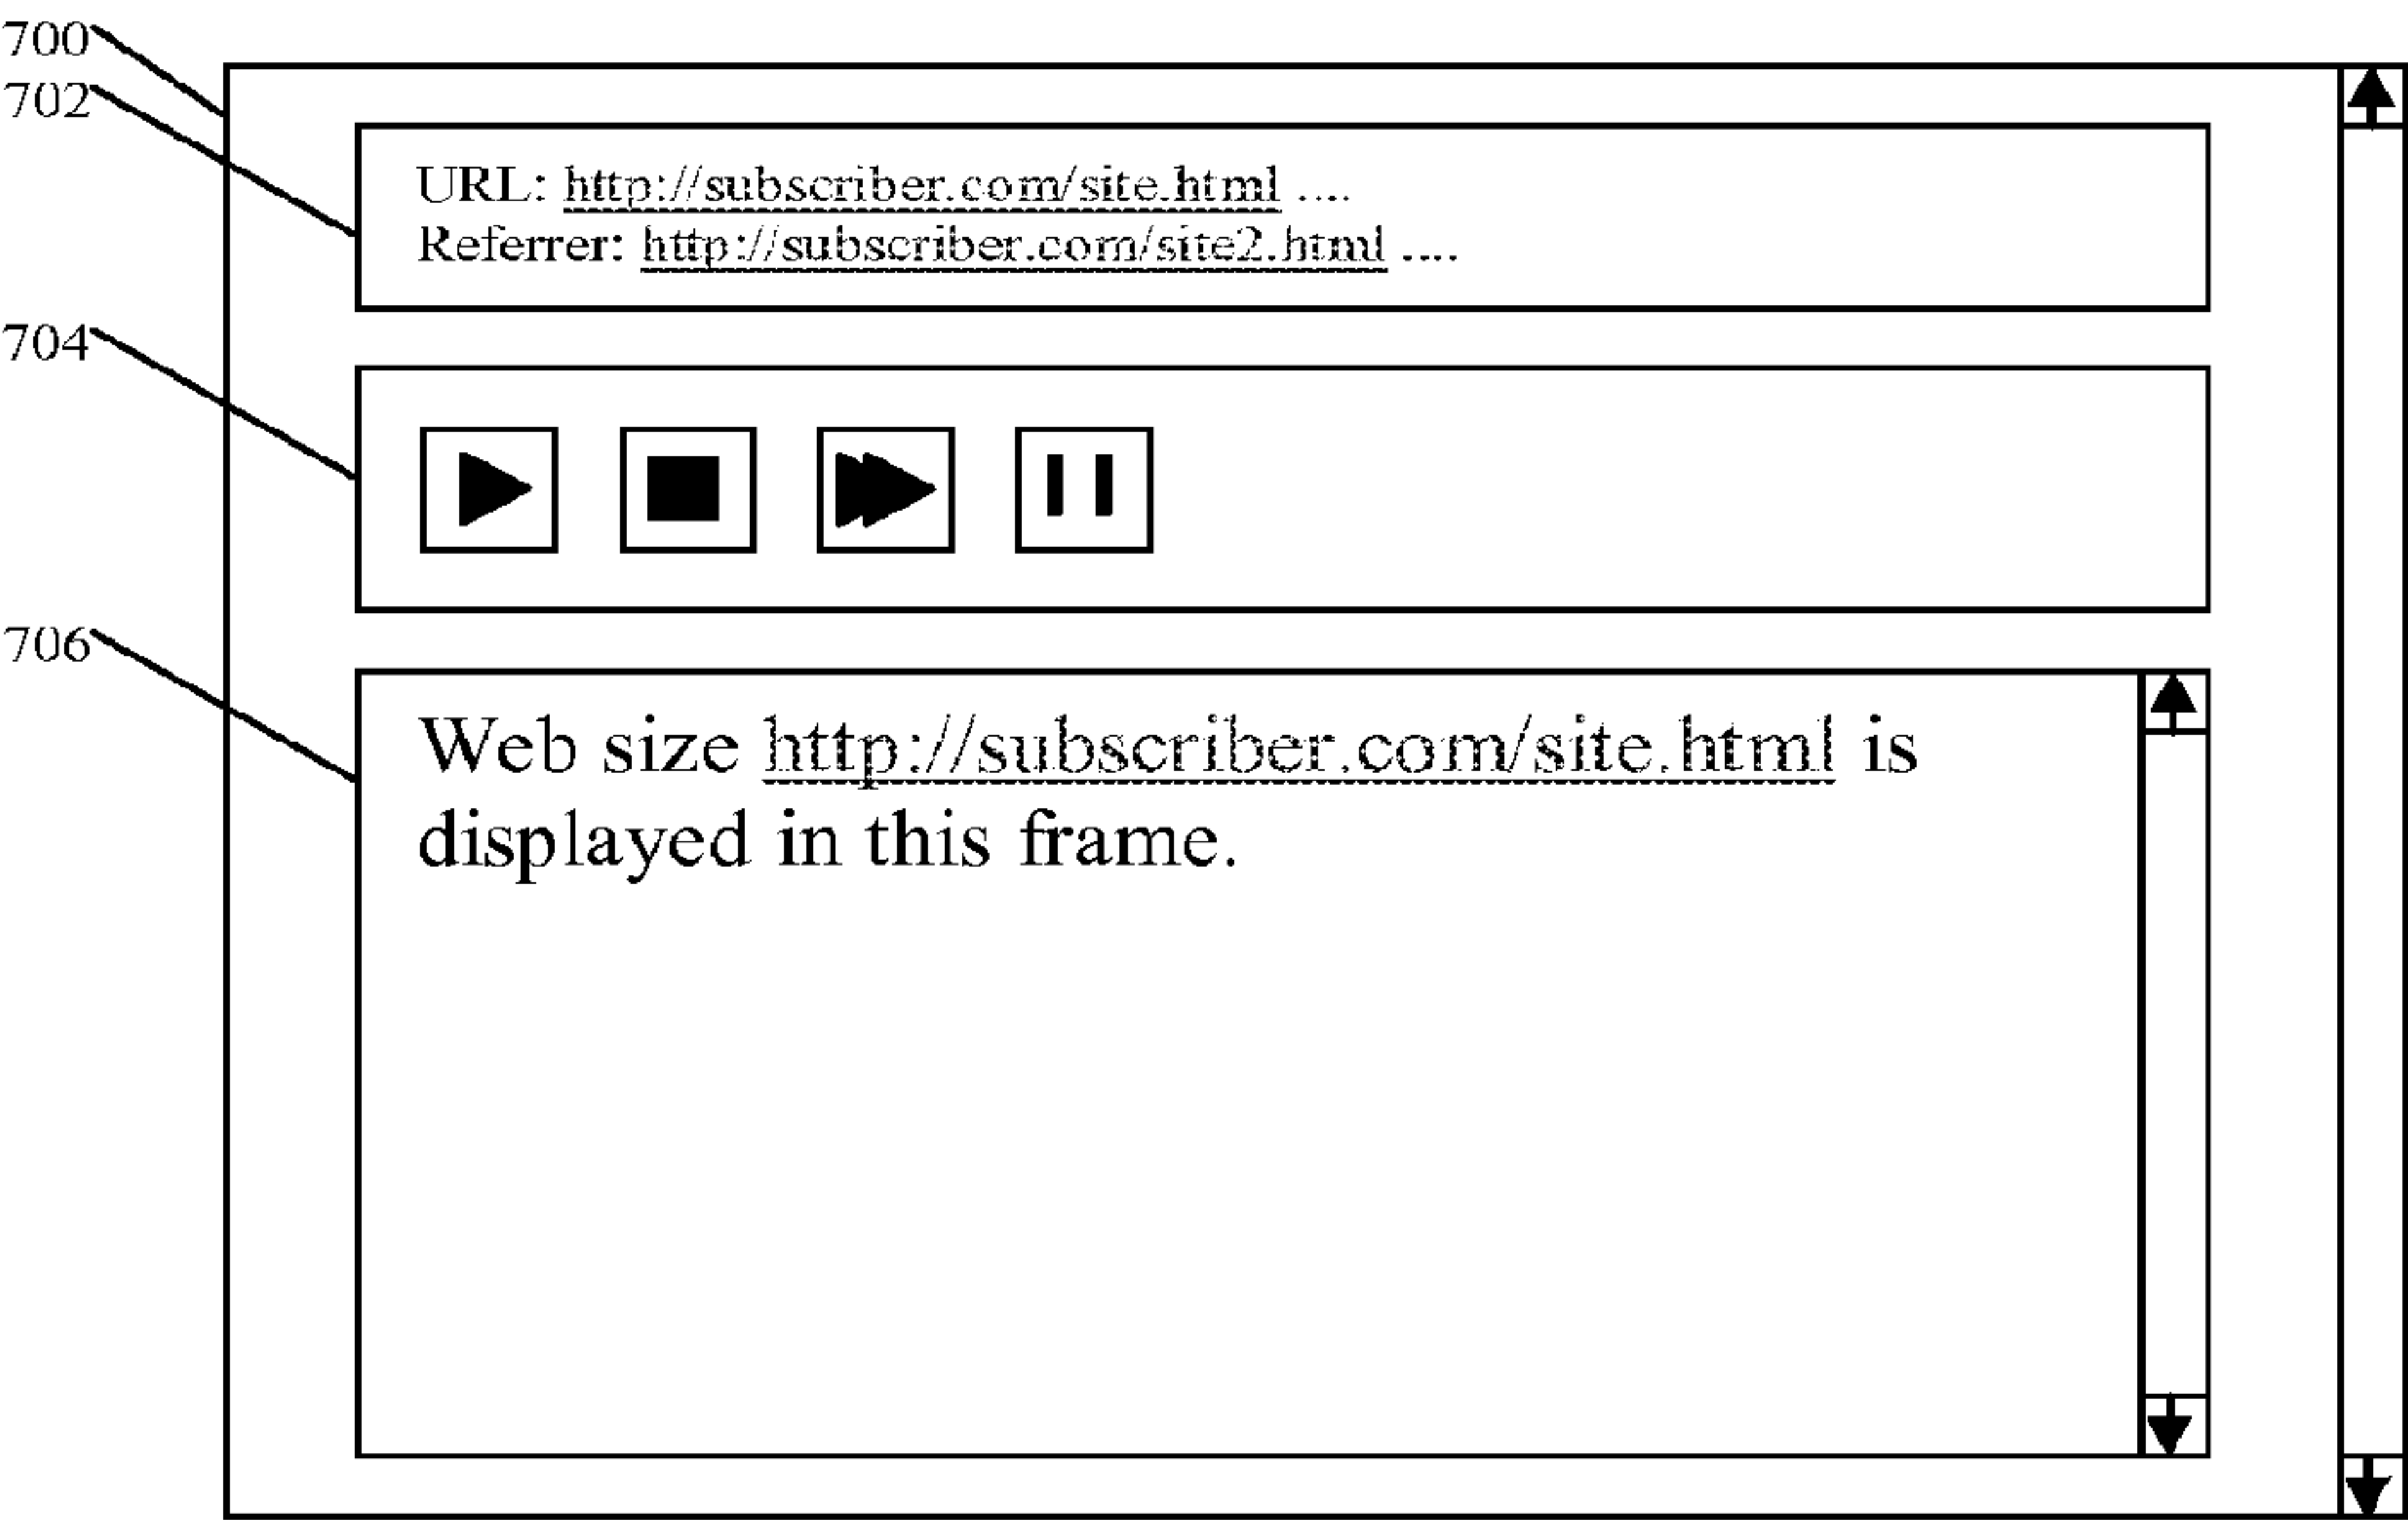 700
702
URL: http://subscriber.com/site.html ....
Referrer: http://subscriber.com/site2.html ....
704
706
Web size http://subscriber.com/site.html is
displayed in this frame.